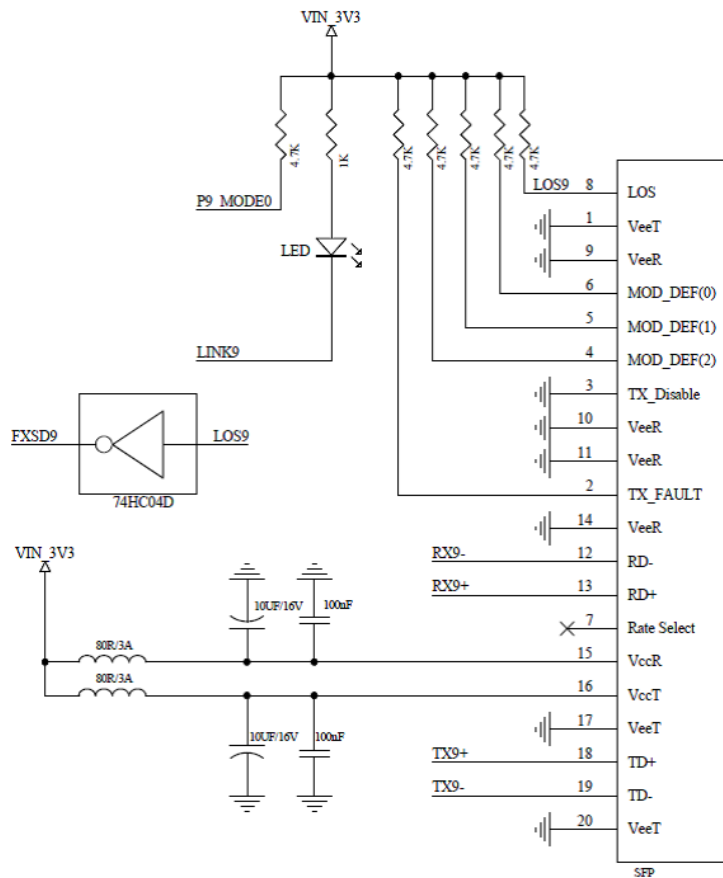 VIN_3V3
4.7K
1K
4.7K
4.7K
4.7K
4.7K
4.7K
P9_MODE0
LED
LINK9
FXSD9
LOS9
74HC04D
LOS9 8 LOS
1 VeeT
9 VeeR
6 MOD_DEF(0)
5 MOD_DEF(1)
4 MOD_DEF(2)
3 TX_Disable
10 VeeR
11 VeeR
2 TX_FAULT
14 VeeR
RX9- 12 RD-
RX9+ 13 RD+
7 Rate Select
15 VccR
16 VccT
17 VeeT
TX9+ 18 TD+
TX9- 19 TD-
20 VeeT
SFP
VIN_3V3
10UF/16V 100nF
80R/3A
80R/3A
10UF/16V 100nF